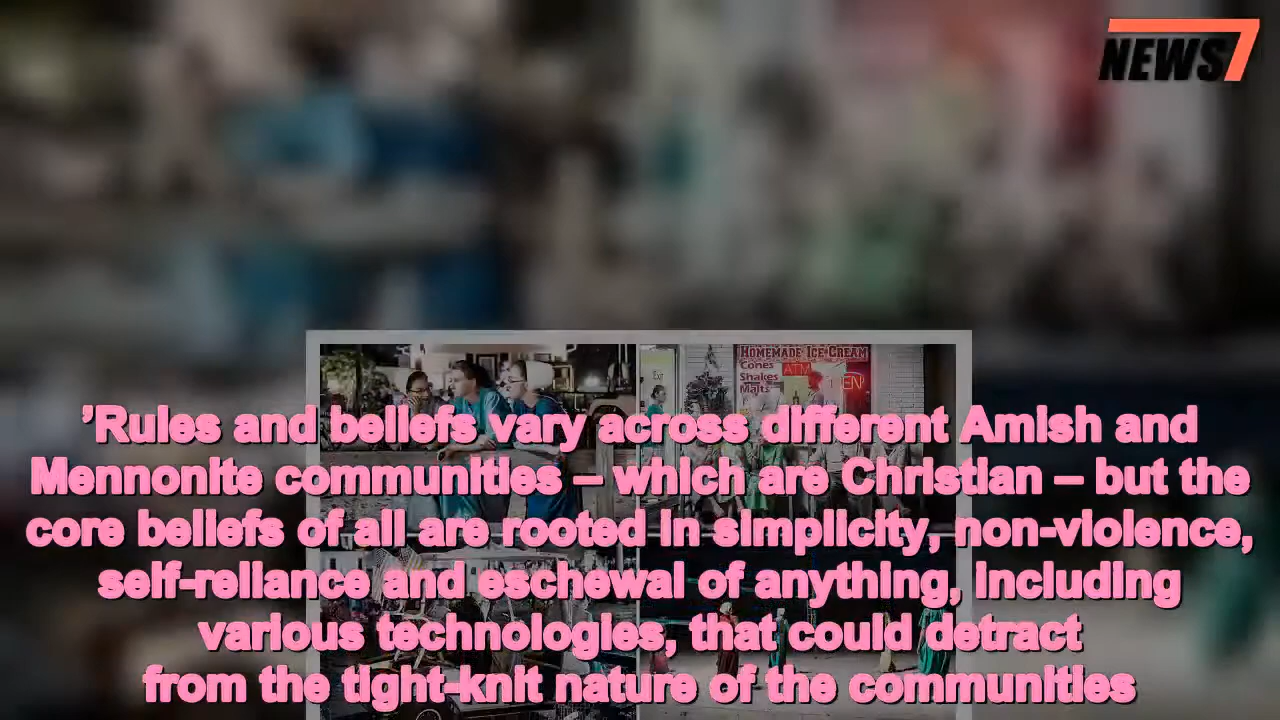 NEWS7
HOMEMADE ICE CREAM
Cones
Shakes
Malts
ATM
'Rules and beliefs vary across different Amish and
Mennonite communities – which are Christian – but the
core beliefs of all are rooted in simplicity, non-violence,
self-reliance and eschewal of anything, including
various technologies, that could detract
from the tight-knit nature of the communities